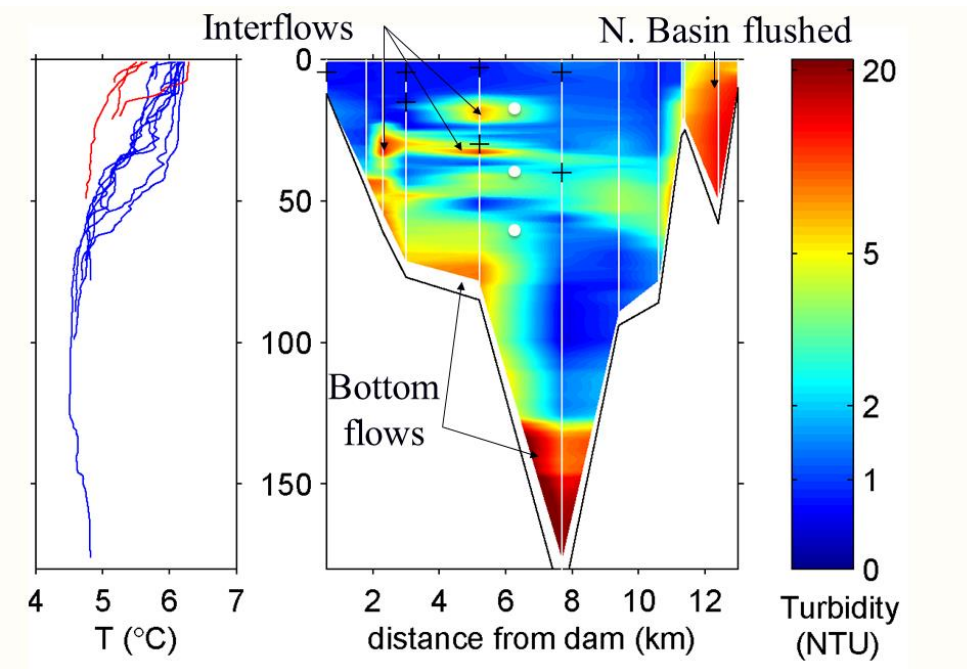 Interflows
N. Basin flushed
0
50
100
150
4 5 6 7
T (°C)
2 4 6 8 10 12
distance from dam (km)
Bottom
flows
20
5
2
1
0
Turbidity
(NTU)